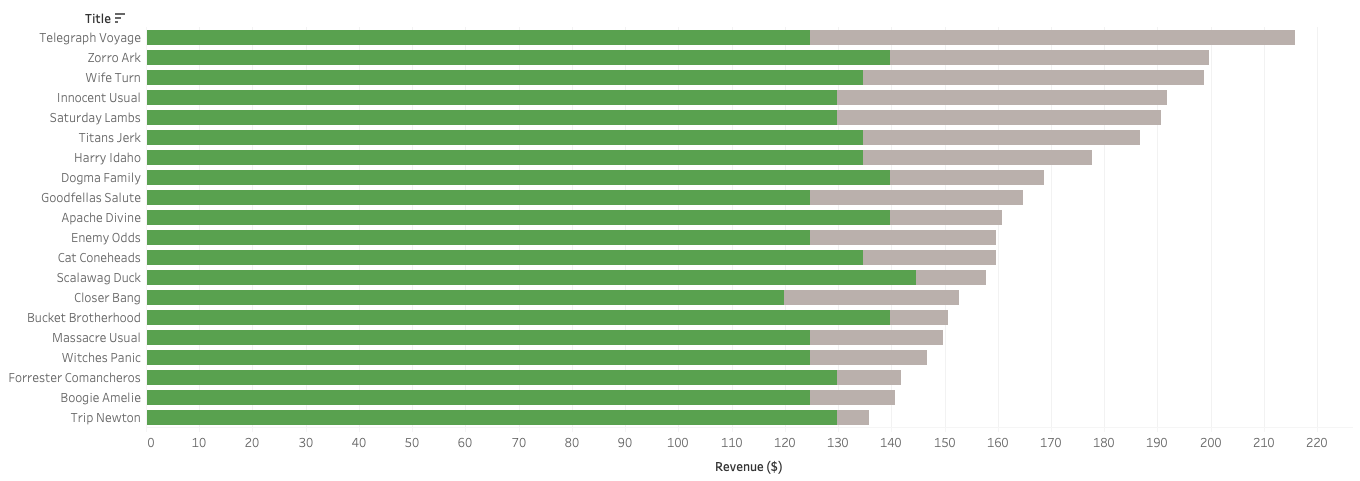 Title
Telegraph Voyage
Zorro Ark
Wife Turn
Innocent Usual
Saturday Lambs
Titans Jerk
Harry Idaho
Dogma Family
Goodfellas Salute
Apache Divine
Enemy Odds
Cat Coneheads
Scalawag Duck
Closer Bang
Bucket Brotherhood
Massacre Usual
Witches Panic
Forrester Comancheros
Boogie Amelie
Trip Newton
0 10 20 30 40 50 60 70 80 90 100 110 120 130 140 150 160 170 180 190 200 210 220
Revenue ($)